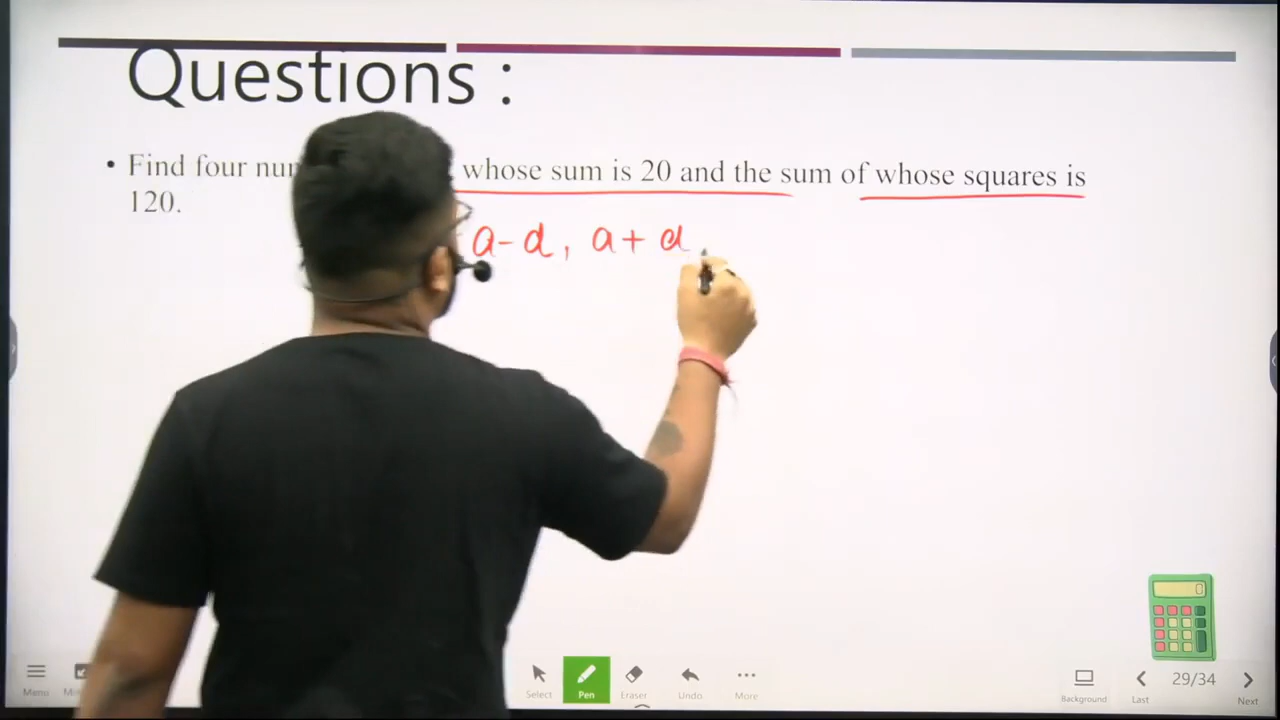 Questions :
• Find four whose sum is 20 and the sum of whose squares is
120.
a-d, a+d
0
Menu
Select
Pen
Eraser
Undo
More
Background
Last
29/34
Next